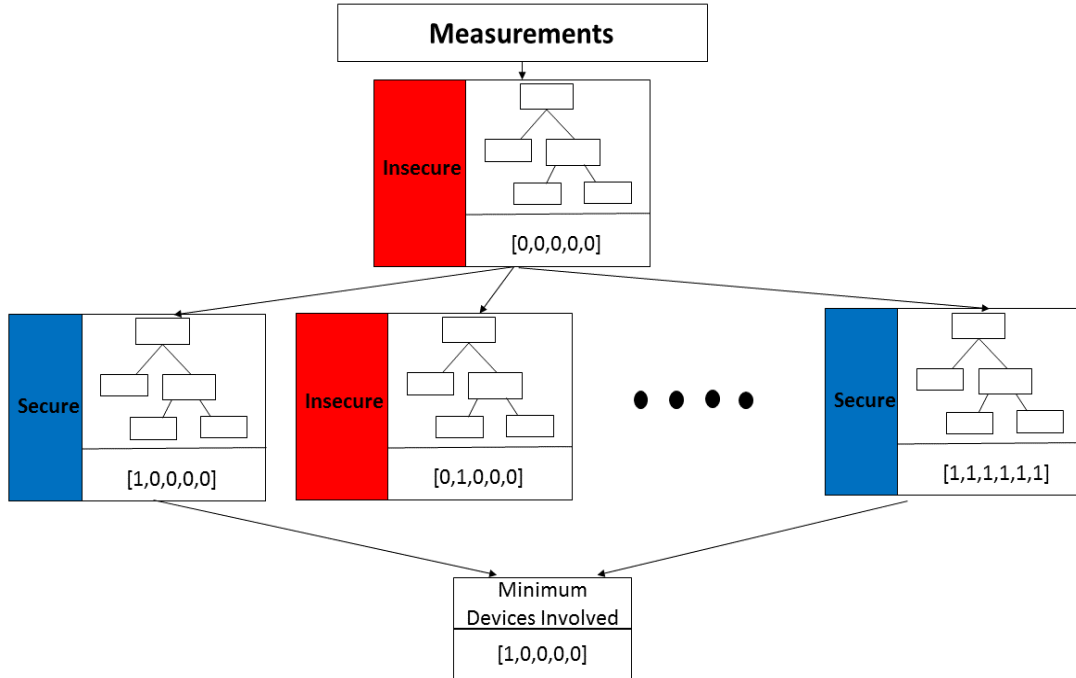 Measurements
Insecure
[0,0,0,0,0]
Secure
[1,0,0,0,0]
Insecure
[0,1,0,0,0]
Secure
[1,1,1,1,1,1]
Minimum
Devices Involved
[1,0,0,0,0]